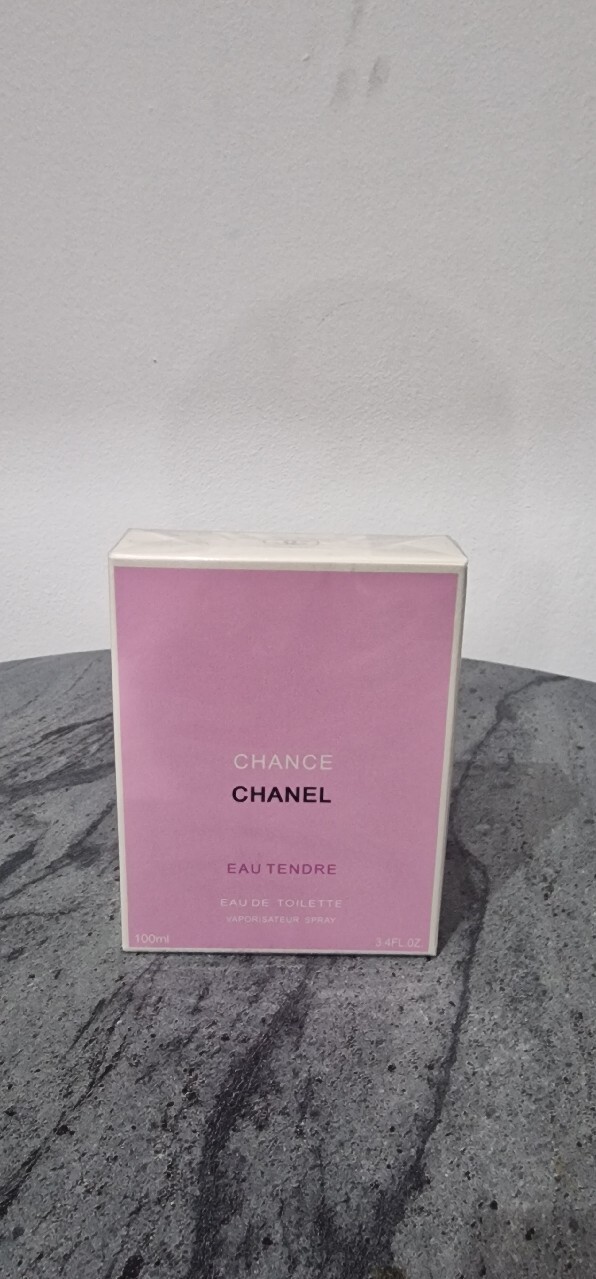 CHANCE
CHANEL
EAU TENDRE
EAU DE TOILETTE
VAPORISATEUR SPRAY
100ml 3.4FL.OZ.